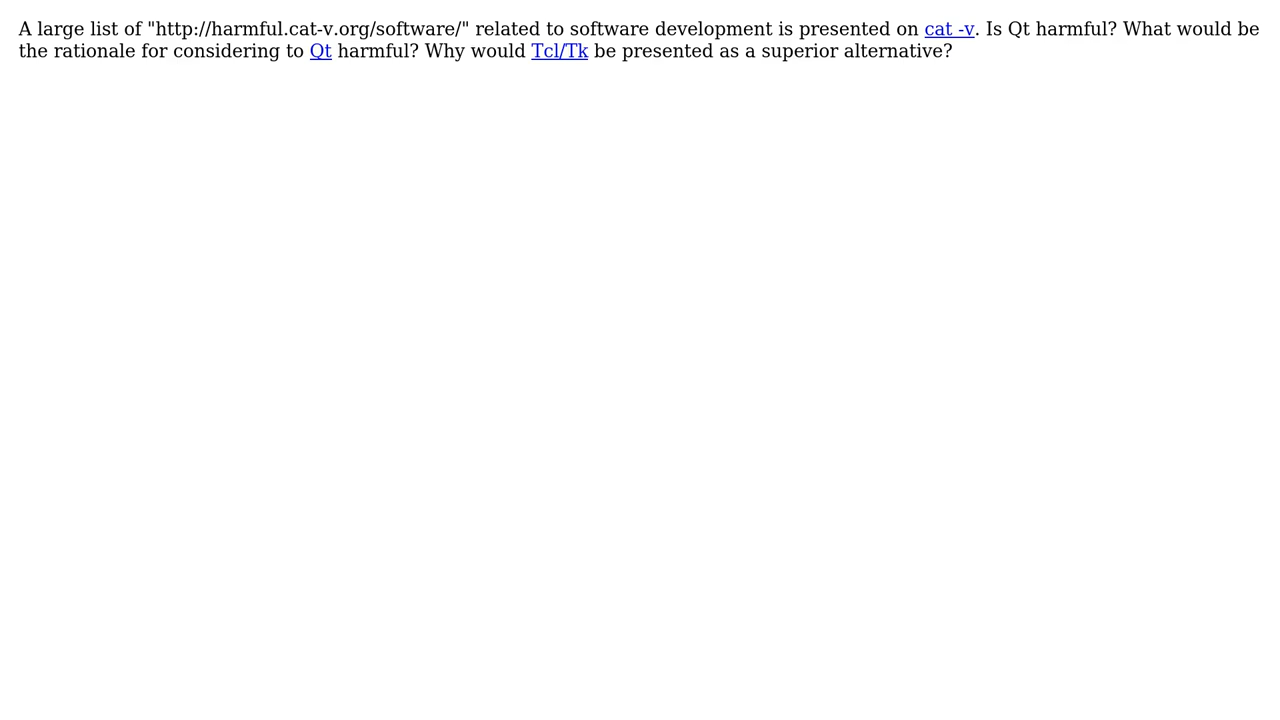 A large list of "http://harmful.cat-v.org/software/" related to software development is presented on cat -v. Is Qt harmful? What would be
the rationale for considering to Qt harmful? Why would Tcl/Tk be presented as a superior alternative?